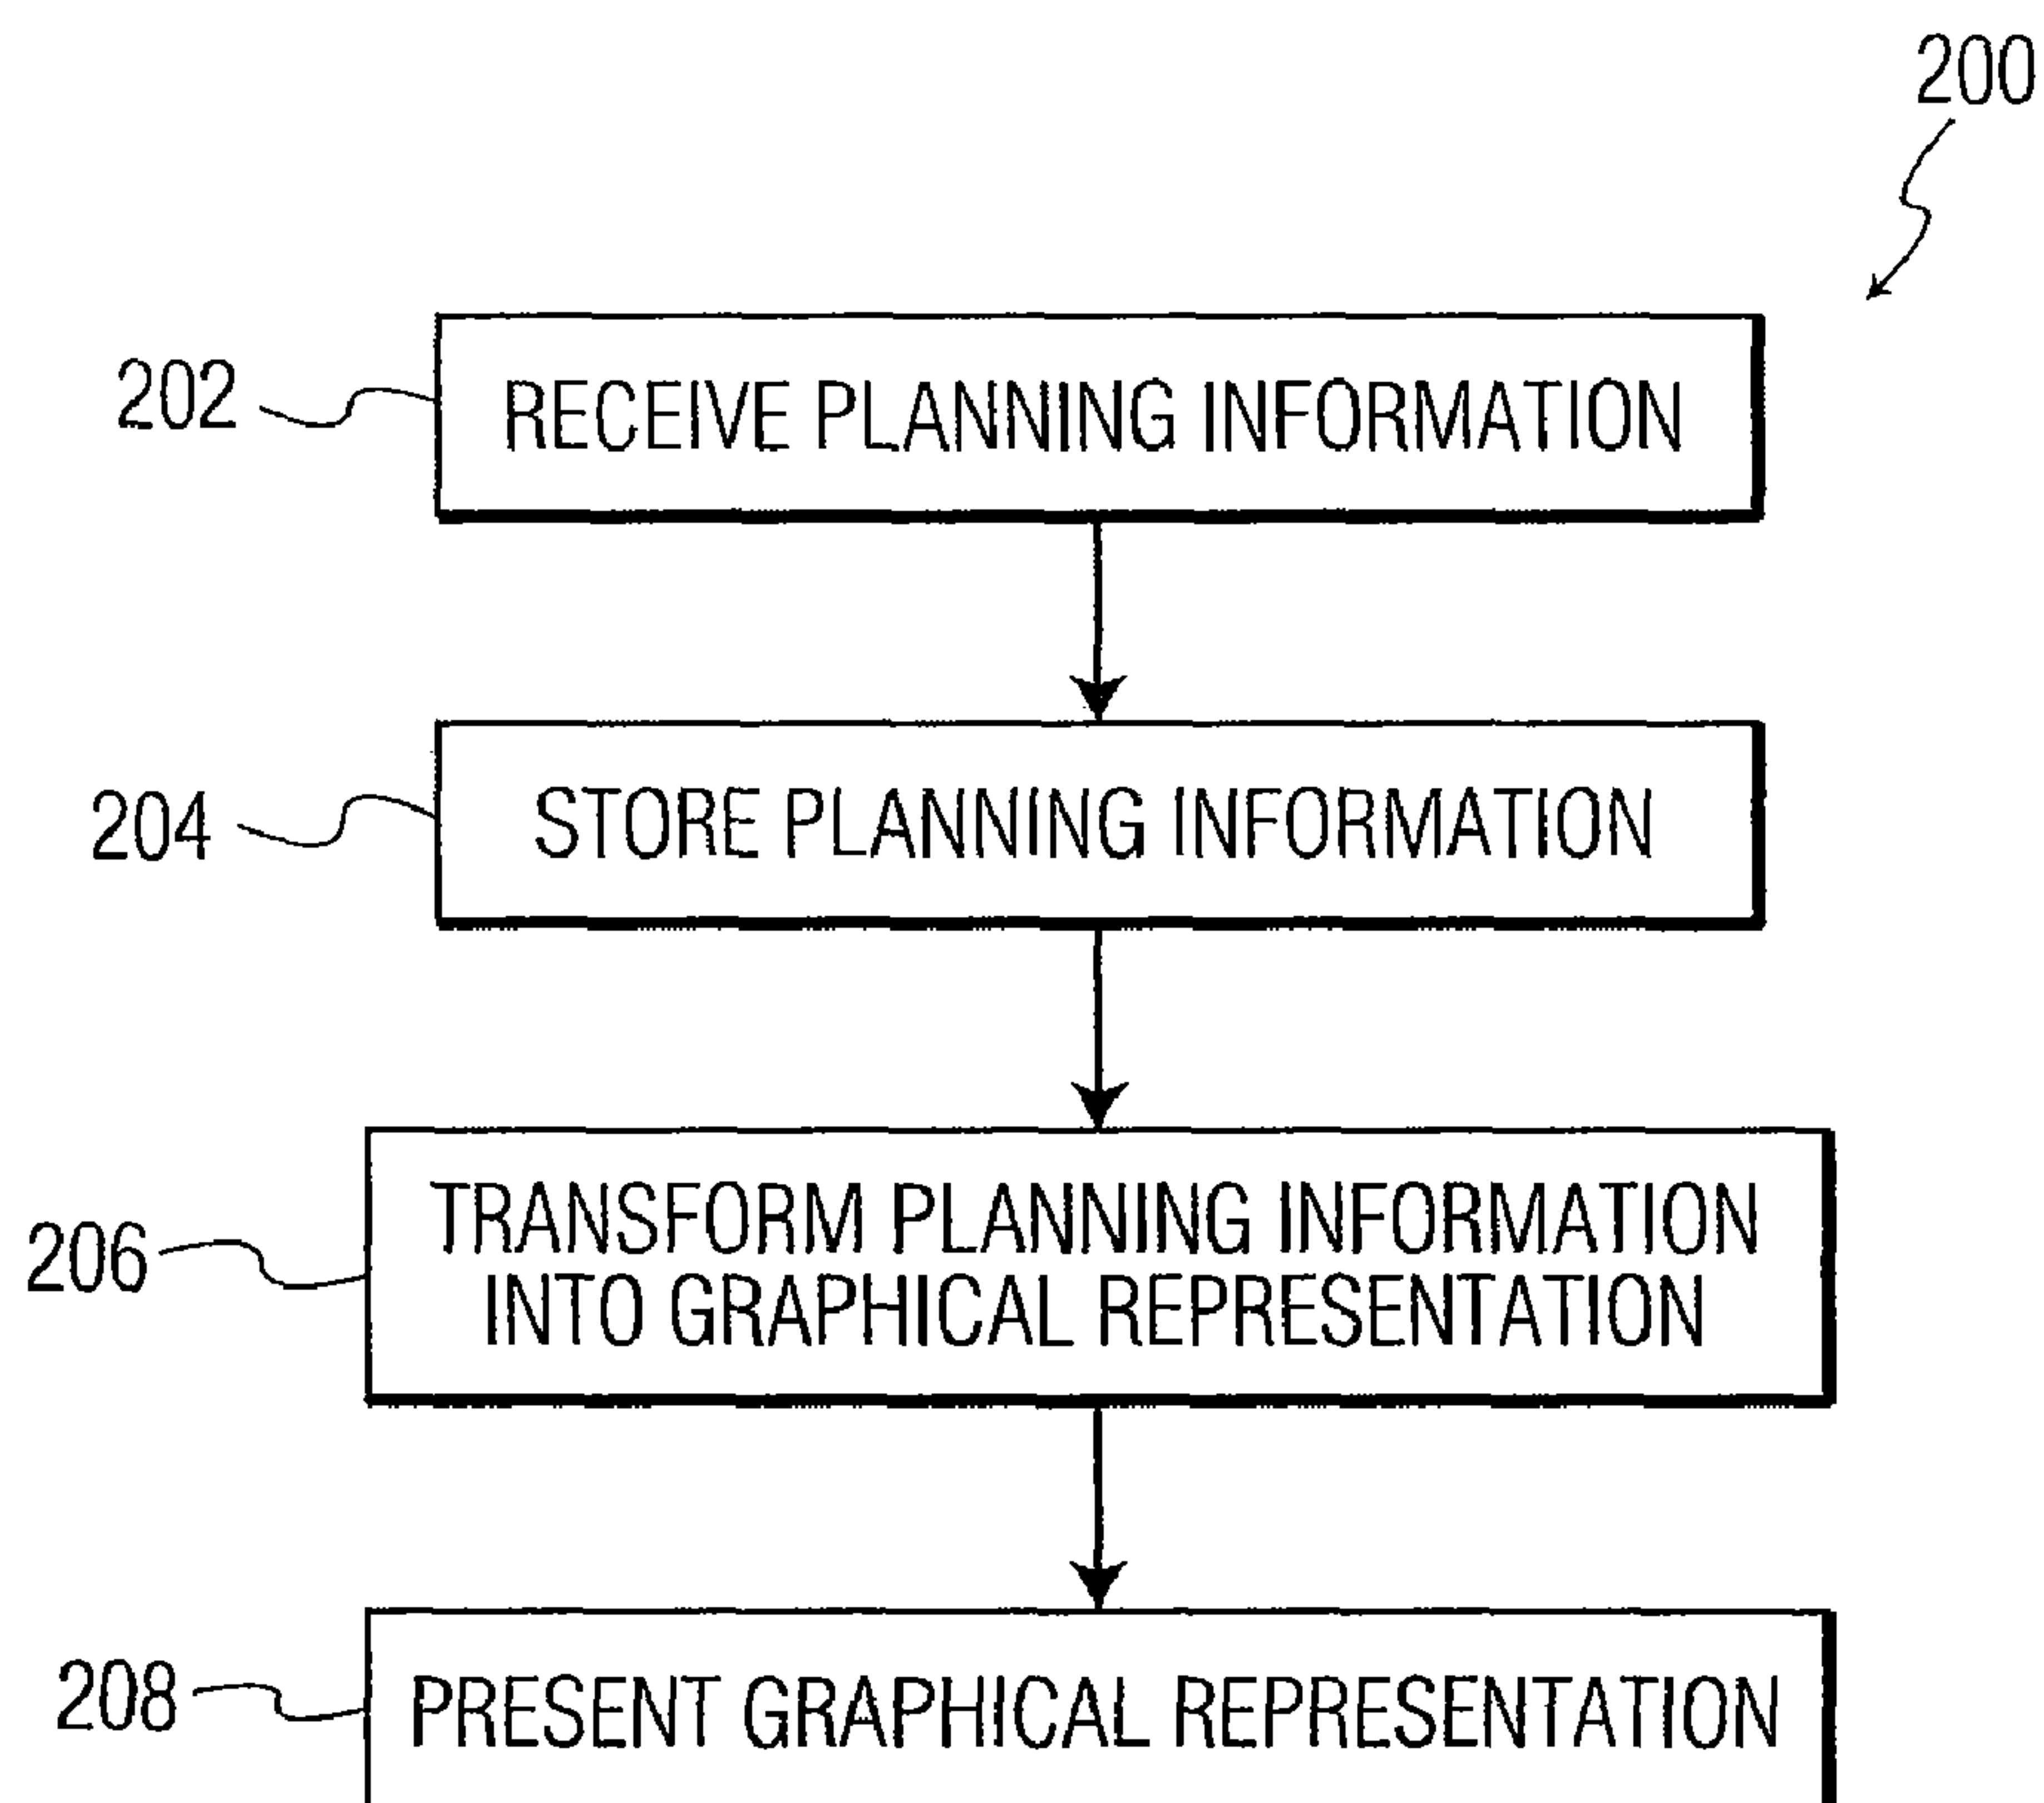 200
202
RECEIVE PLANNING INFORMATION
204
STORE PLANNING INFORMATION
206
TRANSFORM PLANNING INFORMATION
INTO GRAPHICAL REPRESENTATION
208
PRESENT GRAPHICAL REPRESENTATION